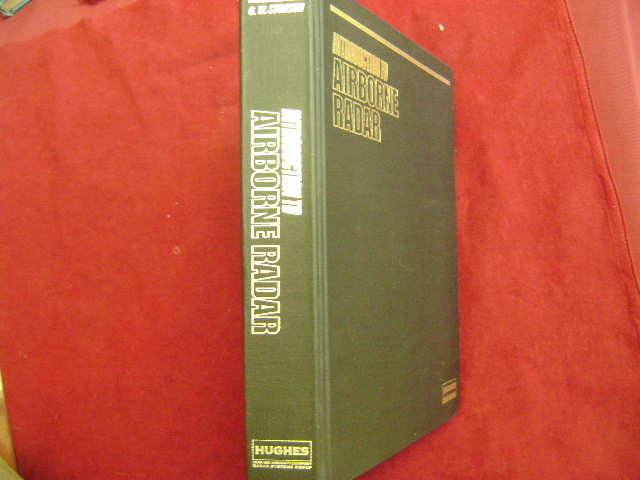 G. W. STIMSON
INTRODUCTION TO
AIRBORNE RADAR
HUGHES
INTRODUCTION TO
AIRBORNE
RADAR